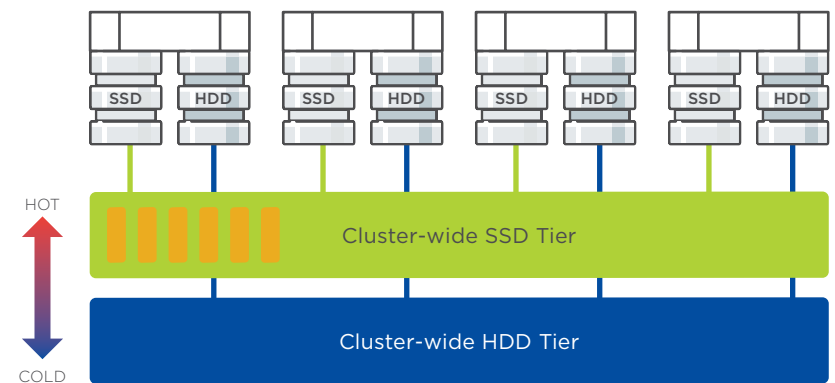 SSD HDD SSD HDD SSD HDD SSD HDD
HOT
Cluster-wide SSD Tier
Cluster-wide HDD Tier
COLD